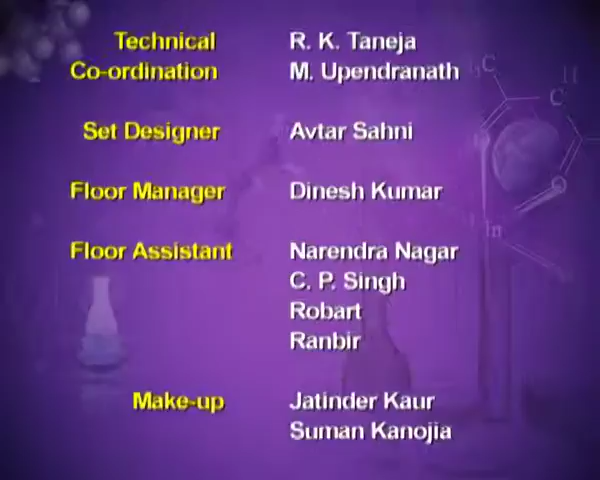 Technical R. K. Taneja
Co-ordination M. Upendranath
Set Designer Avtar Sahni
Floor Manager Dinesh Kumar
Floor Assistant Narendra Nagar
C. P. Singh
Robart
Ranbir
Make-up Jatinder Kaur
Suman Kanojia